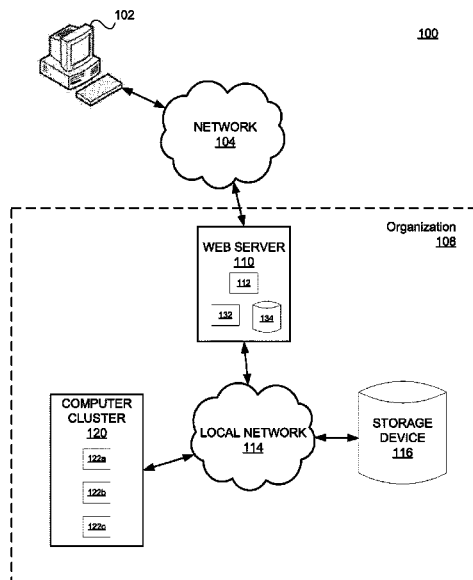 102
100
NETWORK
104
Organization
108
WEB SERVER
110
112
132
134
COMPUTER
CLUSTER
120
122a
122b
122c
LOCAL NETWORK
114
STORAGE
DEVICE
116